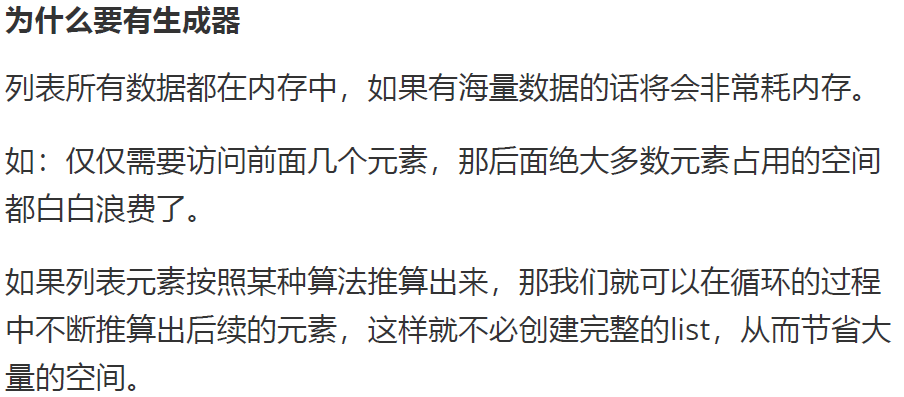 为什么要有生成器
列表所有数据都在内存中，如果有海量数据的话将会非常耗内存。
如：仅仅需要访问前面几个元素，那后面绝大多数元素占用的空间
都白白浪费了。
如果列表元素按照某种算法推算出来，那我们就可以在循环的过程
中不断推算出后续的元素，这样就不必创建完整的list，从而节省大
量的空间。